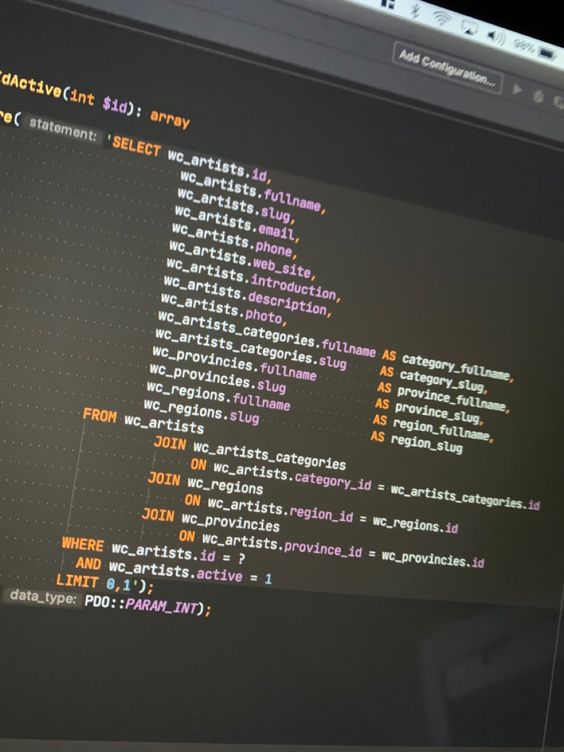 98%
Add Configuration...
dActive(int $id): array
re( statement: 'SELECT wc_artists.id,
wc_artists.fullname,
wc_artists.slug,
wc_artists.email,
wc_artists.phone,
wc_artists.web_site,
wc_artists.introduction,
wc_artists.description,
wc_artists.photo,
wc_artists_categories.fullname AS category_fullname,
wc_artists_categories.slug AS category_slug,
wc_provincies.fullname AS province_fullname,
wc_provincies.slug AS province_slug,
wc_regions.fullname AS region_fullname,
wc_regions.slug AS region_slug
FROM wc_artists
JOIN wc_artists_categories
ON wc_artists.category_id = wc_artists_categories.id
JOIN wc_regions
ON wc_artists.region_id = wc_regions.id
JOIN wc_provincies
ON wc_artists.province_id = wc_provincies.id
WHERE wc_artists.id = ?
AND wc_artists.active = 1
LIMIT 0,1');
data_type: PDO::PARAM_INT);